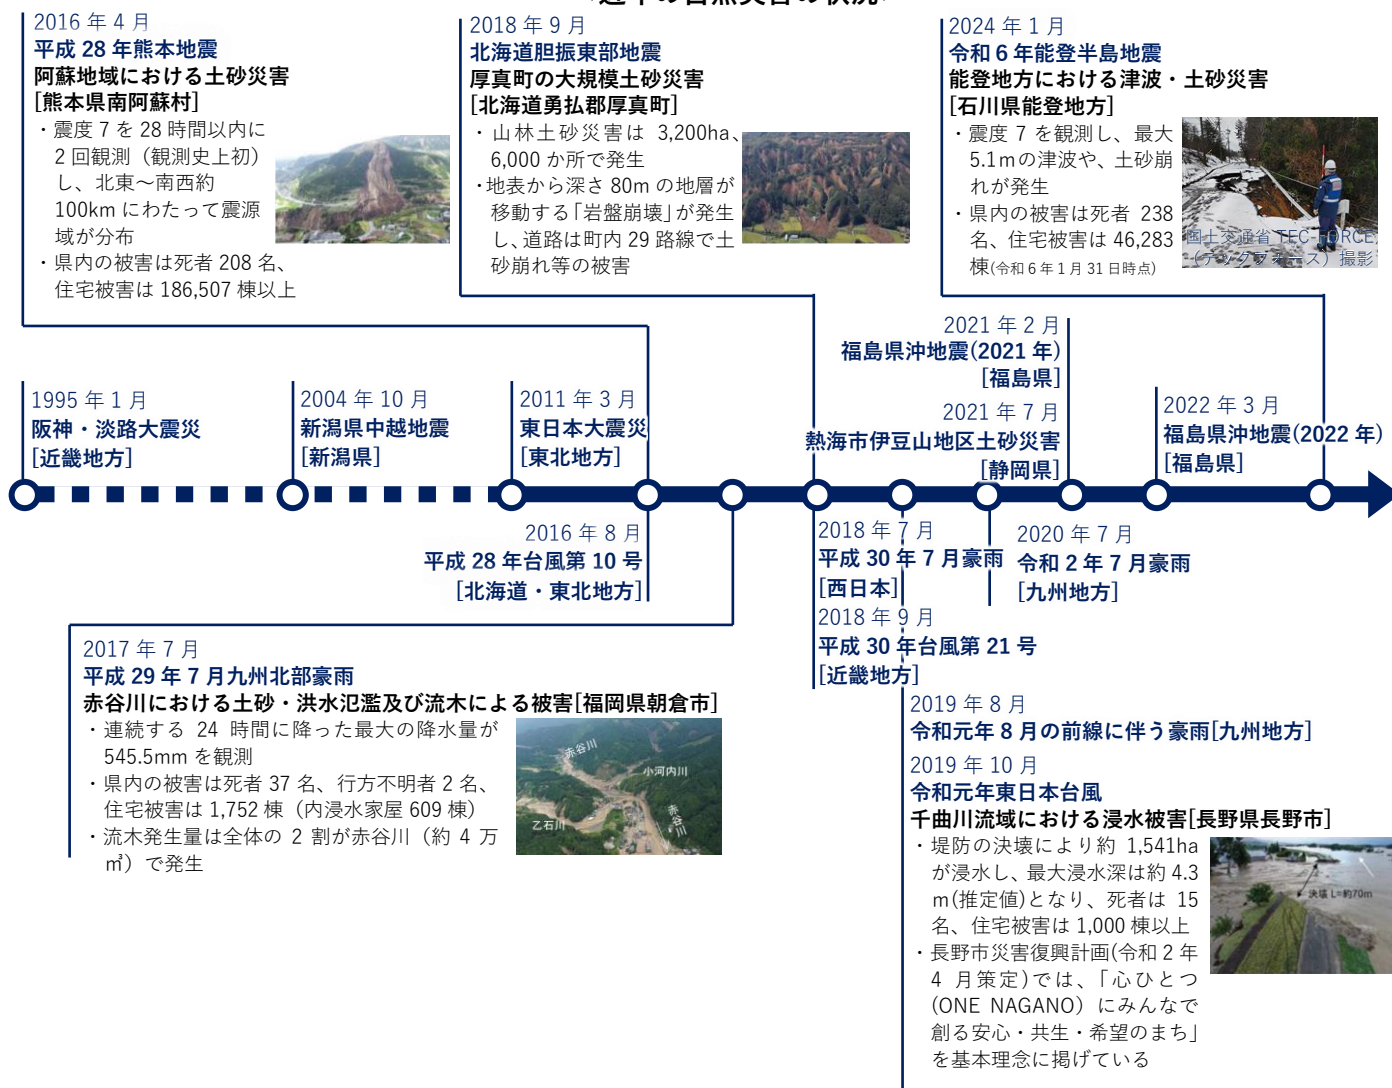 2016 年 4 月
平成 28 年熊本地震
阿蘇地域における土砂災害
[熊本県南阿蘇村]
・震度 7 を 28 時間以内に
2 回観測（観測史上初）
し、北東～南西約
100km にわたって震源
域が分布
・県内の被害は死者 208 名、
住宅被害は 186,507 棟以上
2018 年 9 月
北海道胆振東部地震
厚真町の大規模土砂災害
[北海道勇払郡厚真町]
・山林土砂災害は 3,200ha、
6,000 か所で発生
・地表から深さ 80m の地層が
移動する「岩盤崩壊」が発生
し、道路は町内 29 路線で土
砂崩れ等の被害
2024 年 1 月
令和 6 年能登半島地震
能登地方における津波・土砂災害
[石川県能登地方]
・震度 7 を観測し、最大
5.1ｍの津波や、土砂崩
れが発生
・県内の被害は死者 238
名、住宅被害は 46,283
棟(令和 6 年 1 月 31 日時点)
国土交通省 TEC-FORCE
（テックフォース）撮影
1995 年 1 月
阪神・淡路大震災
[近畿地方]
2004 年 10 月
新潟県中越地震
[新潟県]
2011 年 3 月
東日本大震災
[東北地方]
2021 年 2 月
福島県沖地震(2021 年)
[福島県]
2021 年 7 月
熱海市伊豆山地区土砂災害
[静岡県]
2022 年 3 月
福島県沖地震(2022 年)
[福島県]
2016 年 8 月
平成 28 年台風第 10 号
[北海道・東北地方]
2018 年 7 月
平成 30 年 7 月豪雨
[西日本]
2018 年 9 月
平成 30 年台風第 21 号
[近畿地方]
2020 年 7 月
令和 2 年 7 月豪雨
[九州地方]
2017 年 7 月
平成 29 年 7 月九州北部豪雨
赤谷川における土砂・洪水氾濫及び流木による被害[福岡県朝倉市]
・連続する 24 時間に降った最大の降水量が
545.5mm を観測
・県内の被害は死者 37 名、行方不明者 2 名、
住宅被害は 1,752 棟（内浸水家屋 609 棟）
・流木発生量は全体の 2 割が赤谷川（約 4 万
㎥）で発生
赤谷川
小河内川
乙石川
赤谷川
2019 年 8 月
令和元年 8 月の前線に伴う豪雨[九州地方]
2019 年 10 月
令和元年東日本台風
千曲川流域における浸水被害[長野県長野市]
・堤防の決壊により約 1,541ha
が浸水し、最大浸水深は約 4.3
ｍ(推定値)となり、死者は 15
名、住宅被害は 1,000 棟以上
・長野市災害復興計画(令和 2 年
4 月策定)では、「心ひとつ
(ONE NAGANO）にみんなで
創る安心・共生・希望のまち」
を基本理念に掲げている
決壊 L=約70m